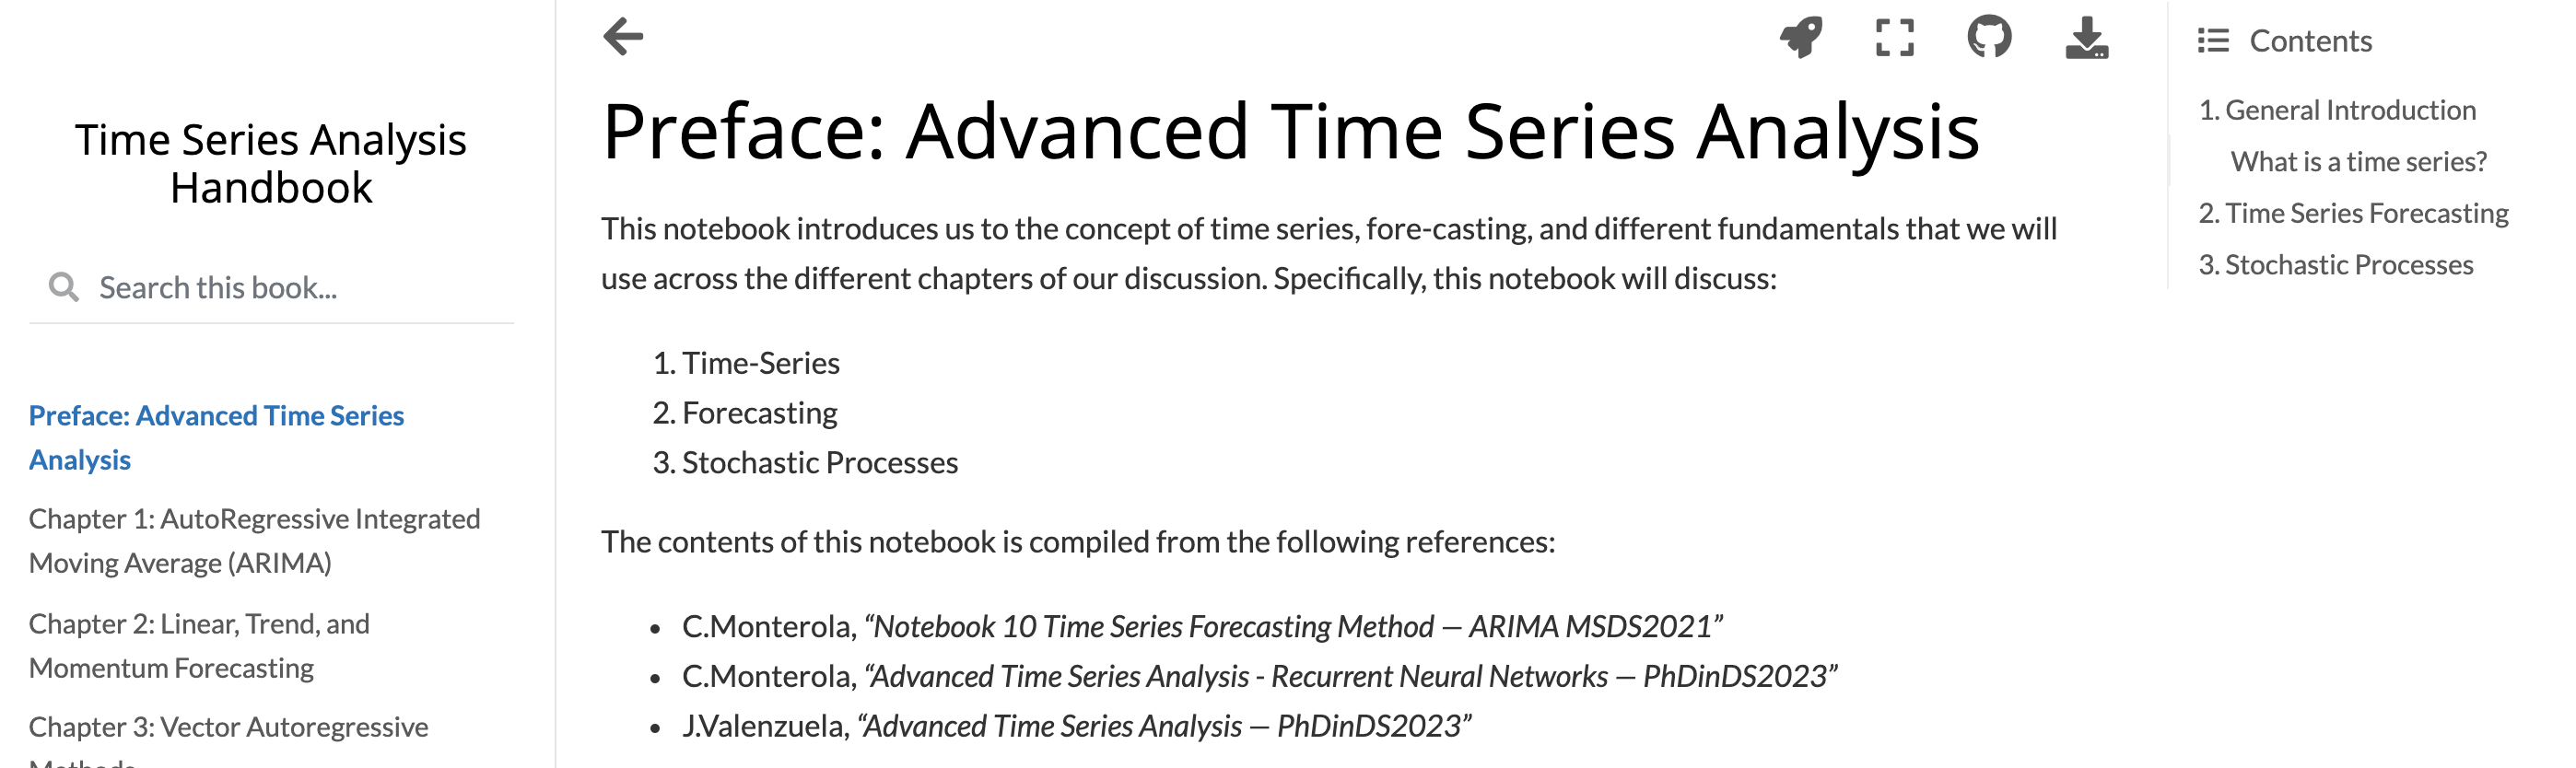 Time Series Analysis
Handbook
Search this book...
Preface: Advanced Time Series
Analysis
Chapter 1: AutoRegressive Integrated
Moving Average (ARIMA)
Chapter 2: Linear, Trend, and
Momentum Forecasting
Chapter 3: Vector Autoregressive
Methods
Preface: Advanced Time Series Analysis
This notebook introduces us to the concept of time series, fore-casting, and different fundamentals that we will
use across the different chapters of our discussion. Specifically, this notebook will discuss:
1. Time-Series
2. Forecasting
3. Stochastic Processes
The contents of this notebook is compiled from the following references:
• C.Monterola, “Notebook 10 Time Series Forecasting Method — ARIMA MSDS2021”
• C.Monterola, “Advanced Time Series Analysis - Recurrent Neural Networks — PhDinDS2023”
• J.Valenzuela, “Advanced Time Series Analysis — PhDinDS2023”
Contents
1. General Introduction
What is a time series?
2. Time Series Forecasting
3. Stochastic Processes